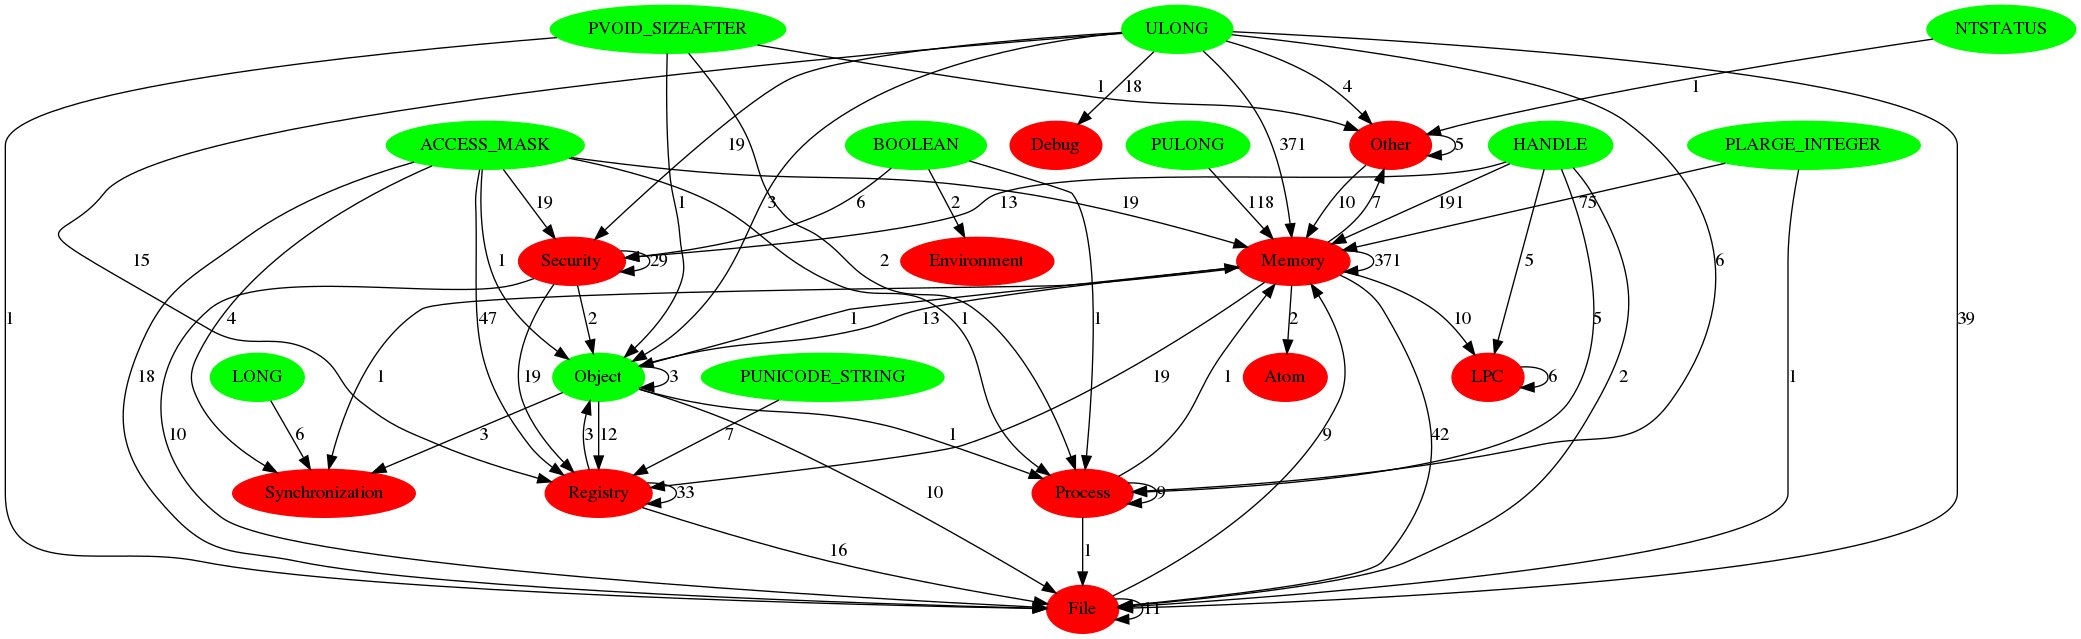 PVOID_SIZEAFTER
ULONG
NTSTATUS
1
18
4
1
ACCESS_MASK
BOOLEAN
Debug
PULONG
Other
5
HANDLE
PLARGE_INTEGER
19
371
19
1
3
6
2
13
19
118
10
7
191
75
15
1
Security
29
2
Environment
Memory
371
5
6
1
4
47
18
2
1
13
1
1
19
2
10
9
42
5
39
LONG
1
19
Object
3
PUNICODE_STRING
1
Atom
LPC
6
2
1
10
6
3
3
12
7
1
Synchronization
Registry
33
10
Process
9
16
1
File
11